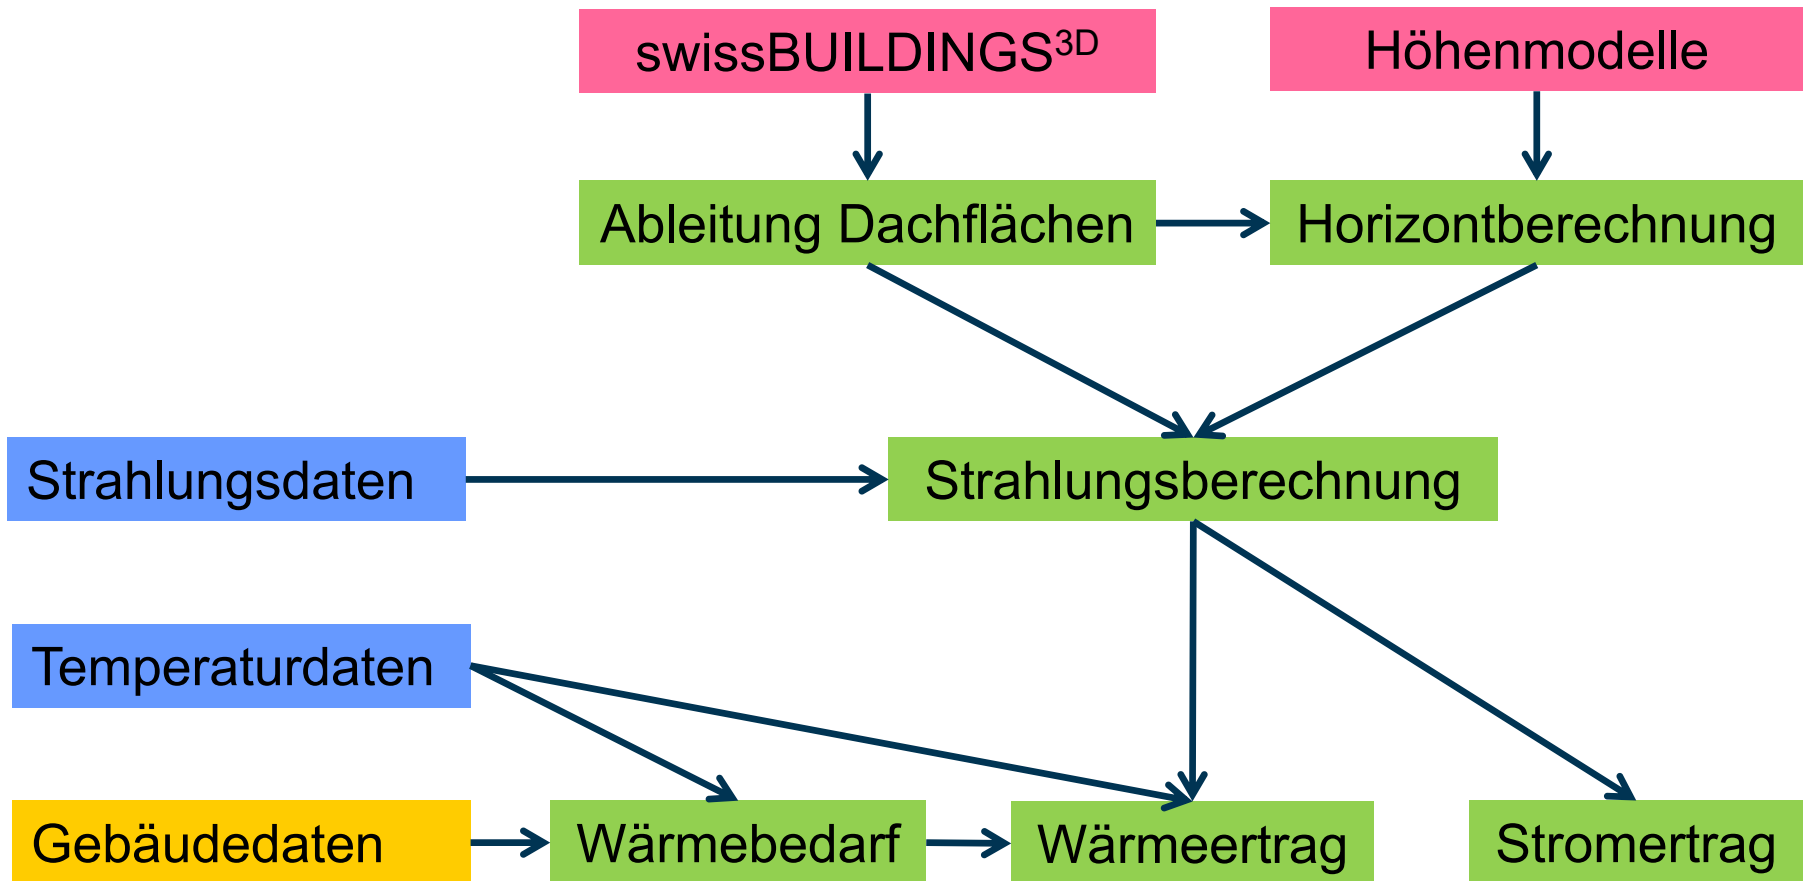 swissBUILDINGS3D
Höhenmodelle
Ableitung Dachflächen
Horizontberechnung
Strahlungsdaten
Strahlungsberechnung
Temperaturdaten
Gebäudedaten
Wärmebedarf
Wärmeertrag
Stromertrag